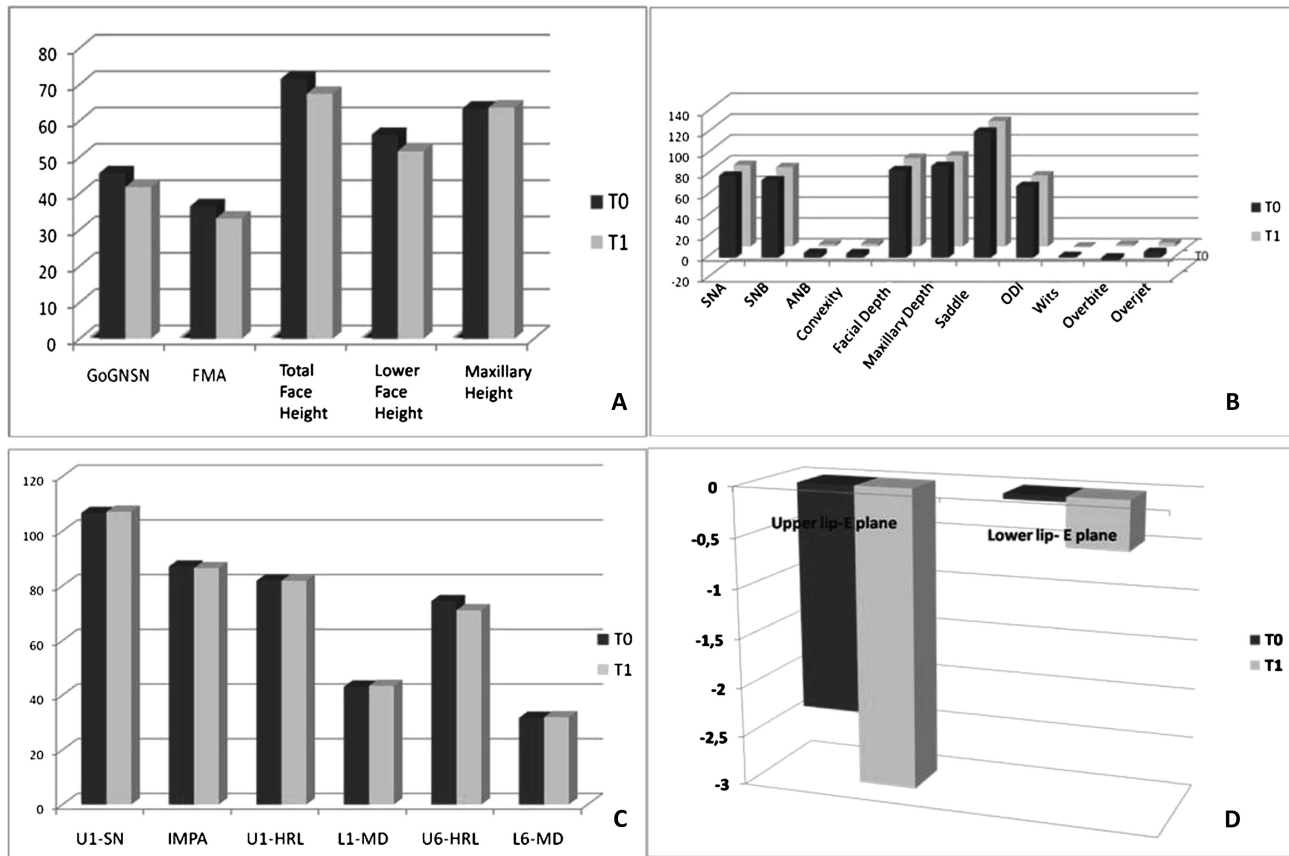 80
70
60
50
40
30
20
10
0
GoGNSN
FMA
Total
Face
Height
Lower
Face
Height
Maxillary
Height
T0
T1
A
140
120
100
80
60
40
20
0
-20
SNA
SNB
ANB
Convexity
Facial Depth
Maxillary Depth
Saddle
ODI
Wits
Overbite
Overjet
T0
T0
T1
B
120
100
80
60
40
20
0
U1-SN
IMPA
U1-HRL
L1-MD
U6-HRL
L6-MD
T0
T1
C
0
-0,5
-1
-1,5
-2
-2,5
-3
Upper lip-E plane
Lower lip- E plane
T0
T1
D